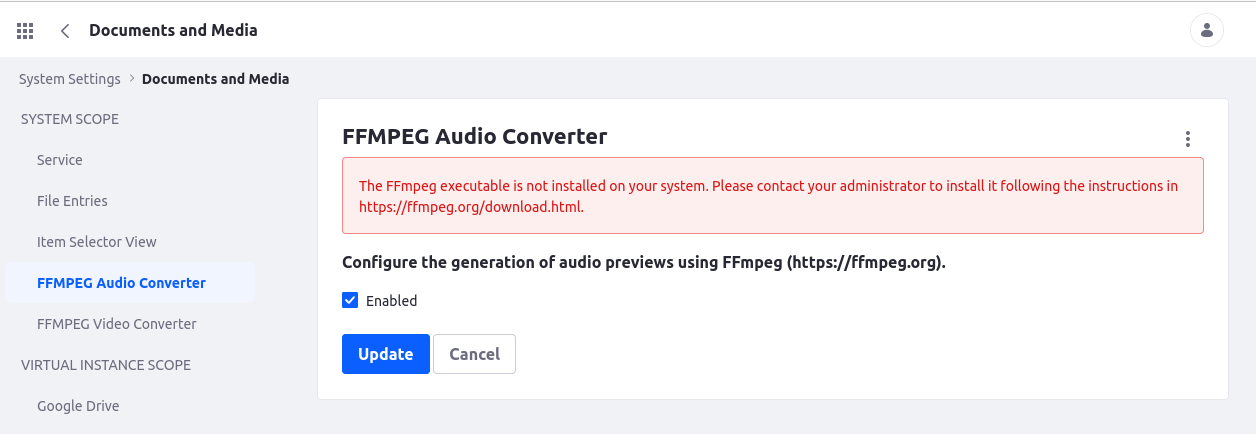 Documents and Media
System Settings > Documents and Media
SYSTEM SCOPE
Service
File Entries
Item Selector View
FFMPEG Audio Converter
FFMPEG Video Converter
VIRTUAL INSTANCE SCOPE
Google Drive
FFMPEG Audio Converter
The FFmpeg executable is not installed on your system. Please contact your administrator to install it following the instructions in
https://ffmpeg.org/download.html.
Configure the generation of audio previews using FFmpeg (https://ffmpeg.org).
Enabled
Update Cancel